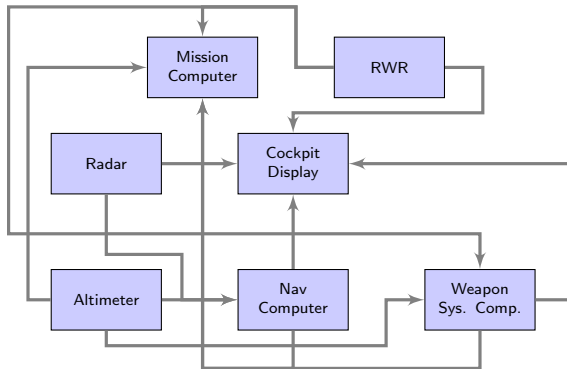 Mission
Computer
RWR
Radar
Cockpit
Display
Altimeter
Nav
Computer
Weapon
Sys. Comp.